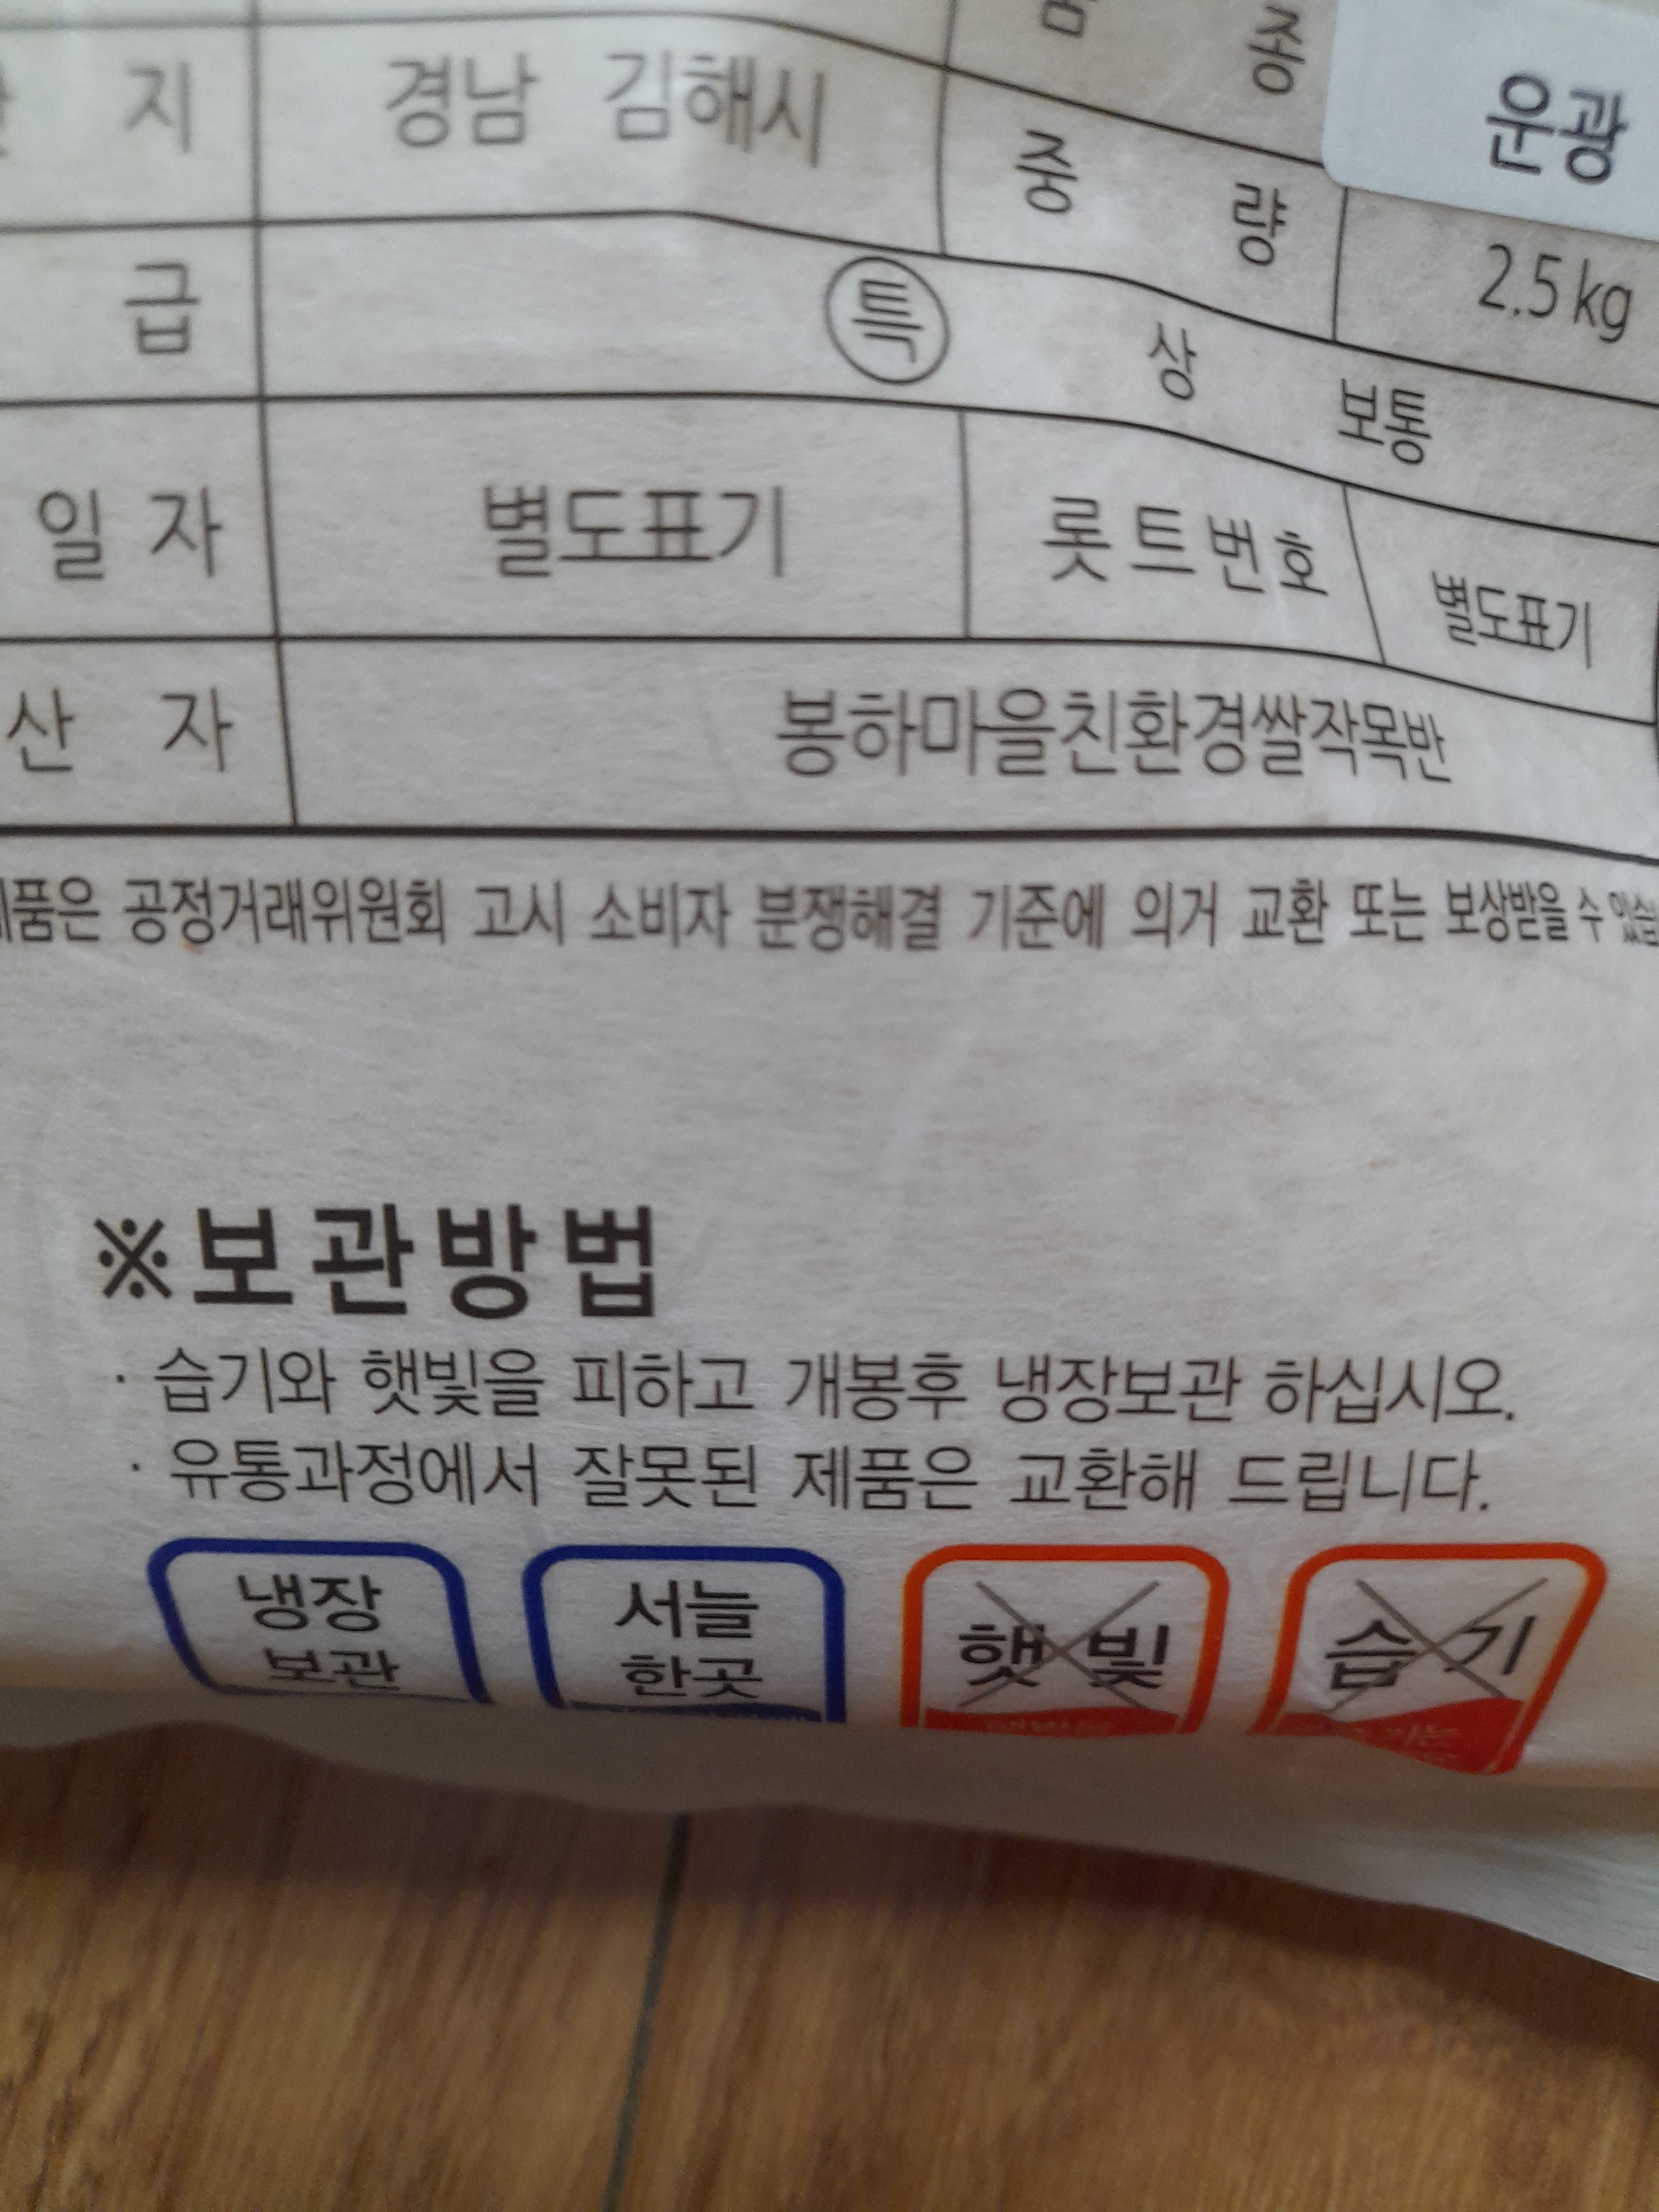 품 종 운광
지 경남 김해시 중 량 2.5kg
급 특 상 보통
일 자 별도표기 롯트번호 별도표기
산 자 봉하마을친환경쌀작목반
제품은 공정거래위원회 고시 소비자 분쟁해결 기준에 의거 교환 또는 보상받을 수 있습
※보관방법
· 습기와 햇빛을 피하고 개봉후 냉장보관 하십시오.
· 유통과정에서 잘못된 제품은 교환해 드립니다.
냉장 서늘 햇빛 습기
보관 한곳